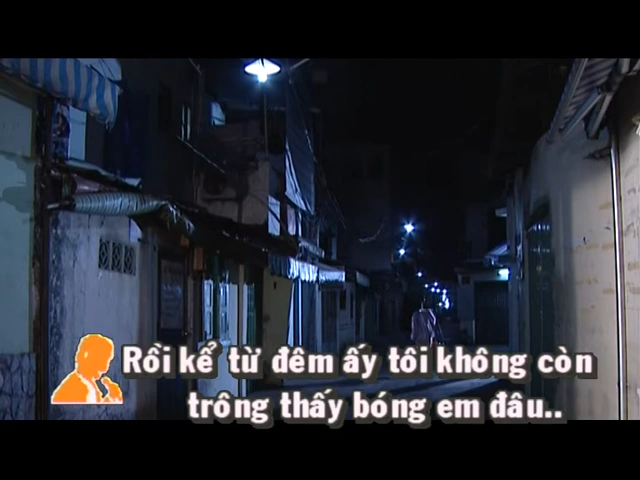 Rồi kể từ đêm ấy tôi không còn
trông thấy bóng em đâu..